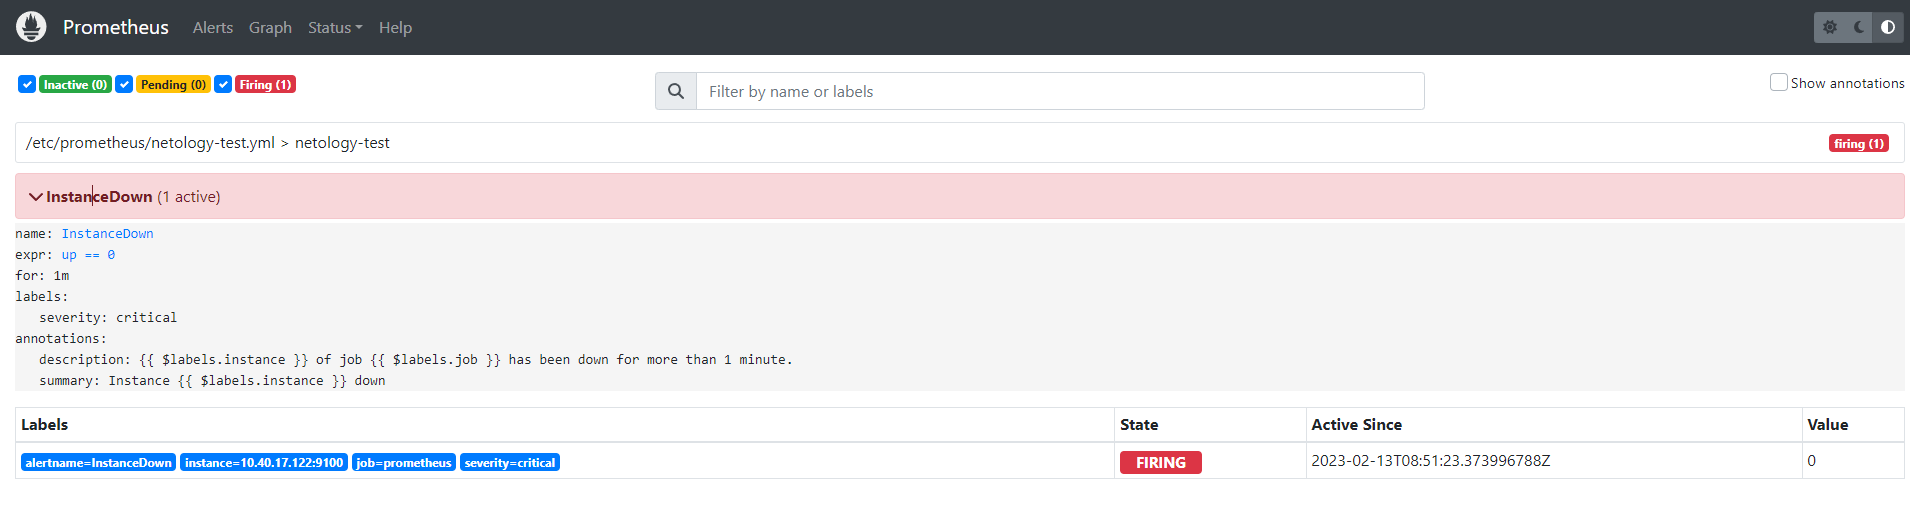 Prometheus Alerts Graph Status Help
Inactive (0) Pending (0) Firing (1) Filter by name or labels Show annotations
/etc/prometheus/netology-test.yml > netology-test firing (1)
InstanceDown (1 active)
name: InstanceDown
expr: up == 0
for: 1m
labels:
severity: critical
annotations:
description: {{ $labels.instance }} of job {{ $labels.job }} has been down for more than 1 minute.
summary: Instance {{ $labels.instance }} down
Labels State Active Since Value
alertname=InstanceDown instance=10.40.17.122:9100 job=prometheus severity=critical FIRING 2023-02-13T08:51:23.373996788Z 0